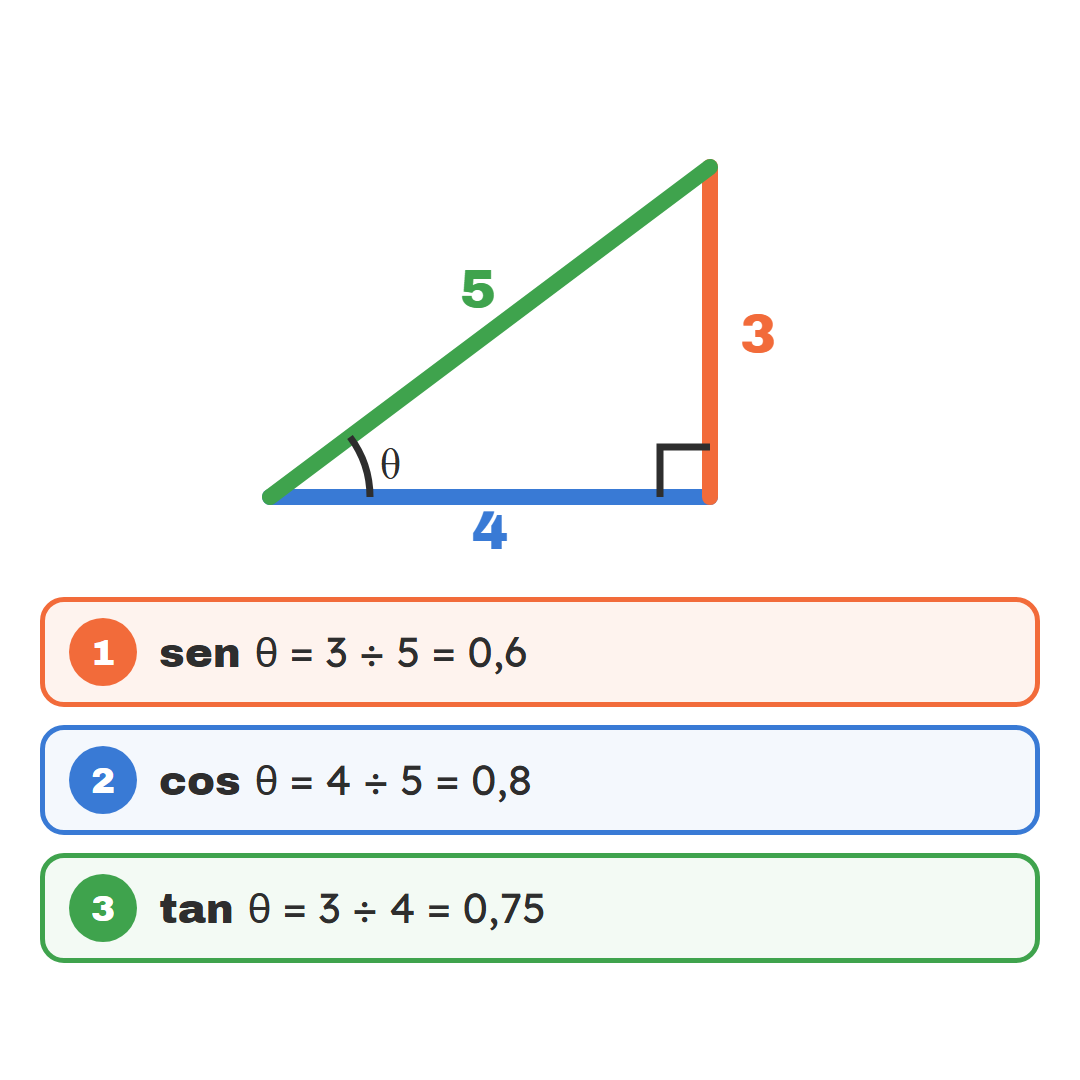 5
3
θ
4
1 sen θ = 3 ÷ 5 = 0,6
2 cos θ = 4 ÷ 5 = 0,8
3 tan θ = 3 ÷ 4 = 0,75